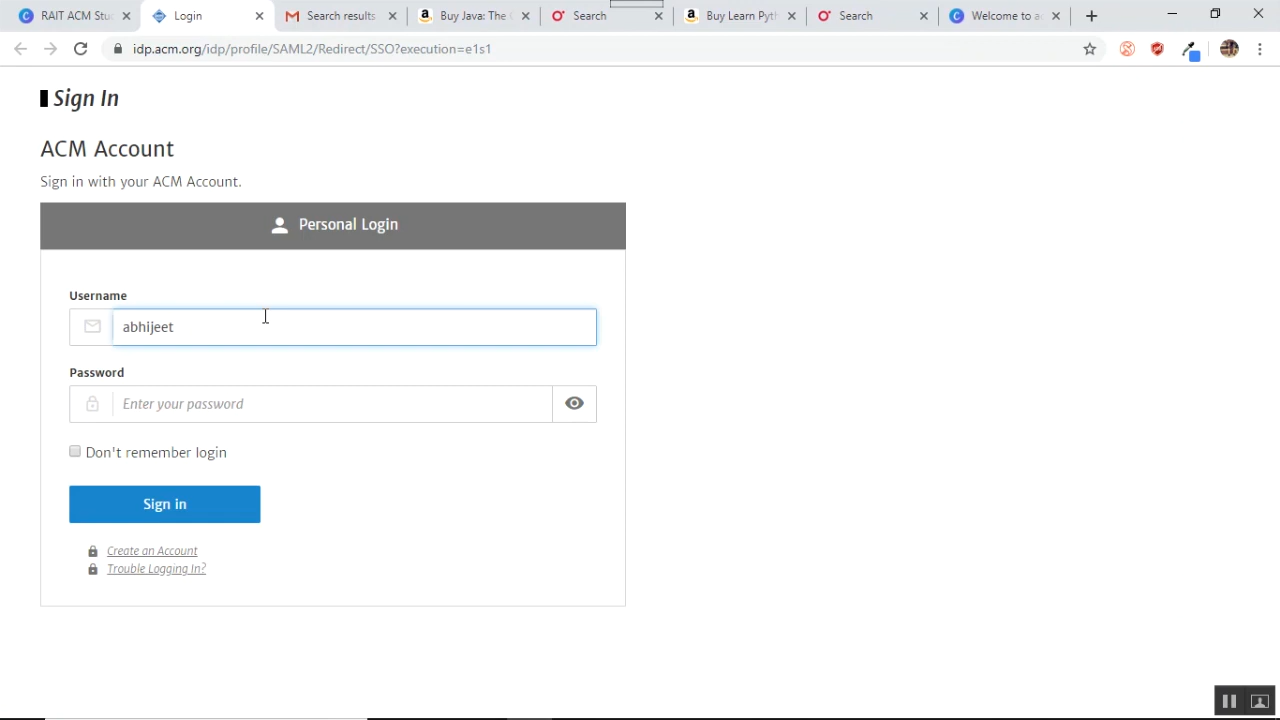 RAIT ACM Stu
Login
Search results
Buy Java: The
Search
Buy Learn Pyt
Search
Welcome to a
idp.acm.org/idp/profile/SAML2/Redirect/SSO?execution=e1s1
Sign In
ACM Account
Sign in with your ACM Account.
Personal Login
Username
abhijeet
Password
Enter your password
Don't remember login
Sign in
Create an Account
Trouble Logging In?